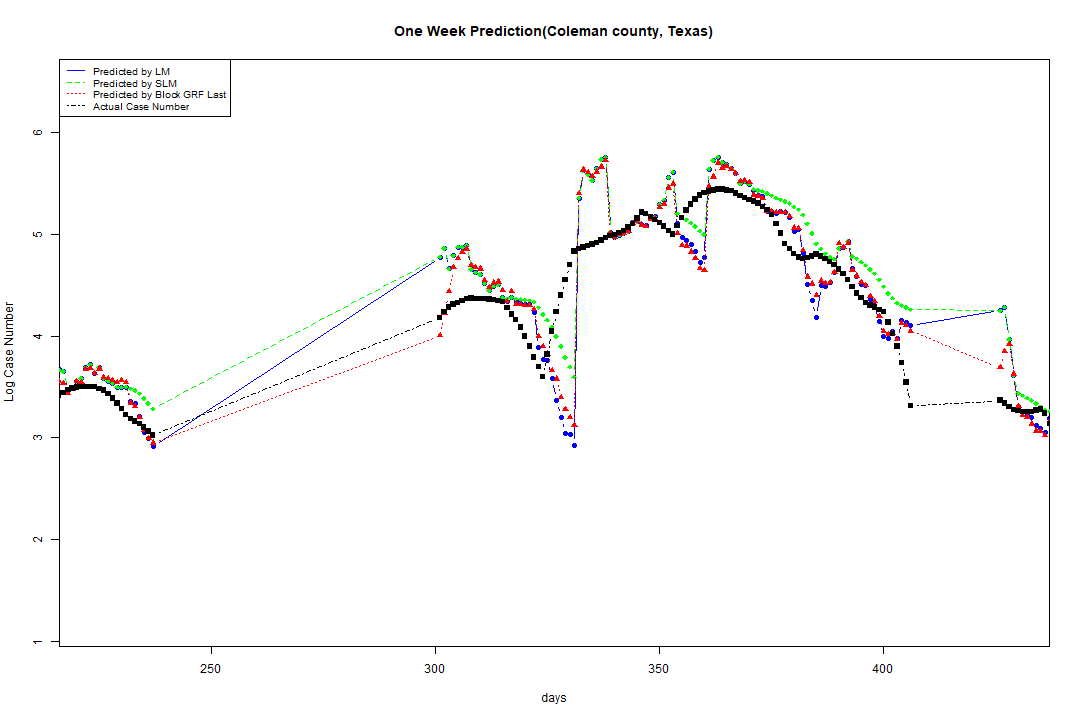 One Week Prediction(Coleman county, Texas)
Predicted by LM
Predicted by SLM
Predicted by Block GRF Last
Actual Case Number
Log Case Number
6
5
4
3
2
1
250 300 350 400
days